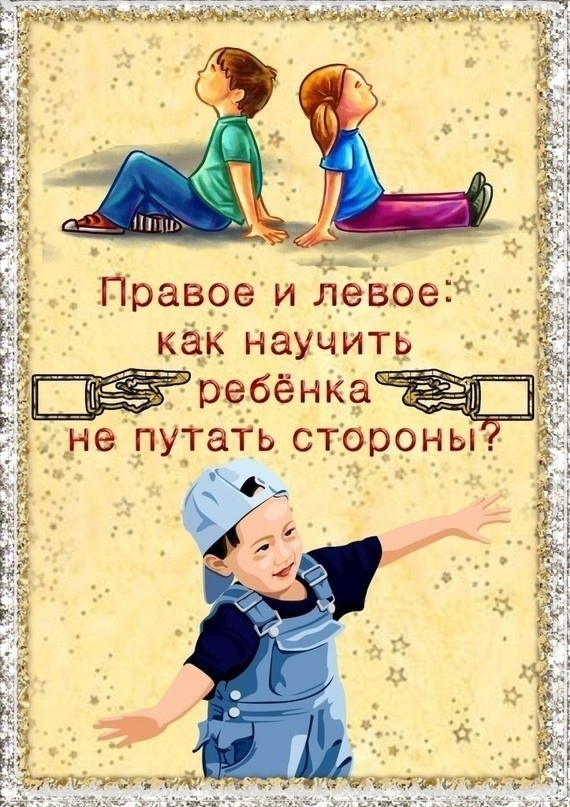 Правое и левое:
как научить
ребёнка
не путать стороны?